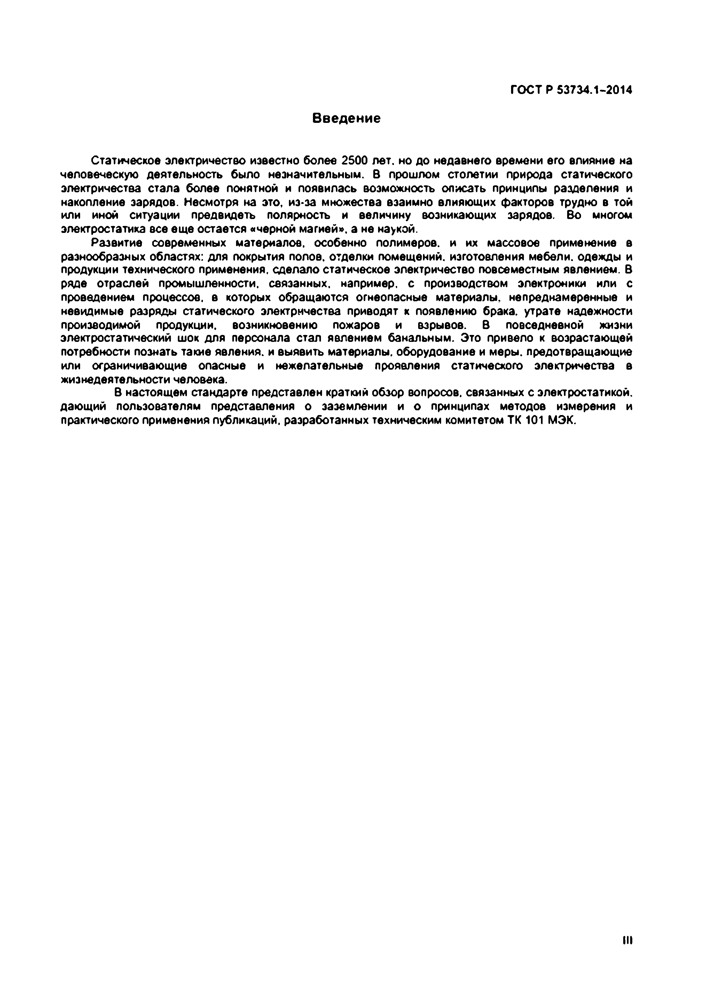 ГОСТ Р 53734.1–2014
Введение
Статическое электричество известно более 2500 лет, но до недавнего времени его влияние на
человеческую деятельность было незначительным. В прошлом столетии природа статического
электричества стала более понятной и появилась возможность описать принципы разделения и
накопление зарядов. Несмотря на это, из-за множества взаимно влияющих факторов трудно в той
или иной ситуации предвидеть полярность и величину возникающих зарядов. Во многом
электростатика все еще остается «черной магией», а не наукой.
Развитие современных материалов, особенно полимеров, и их массовое применение в
разнообразных областях: для покрытия полов, отделки помещений, изготовления мебели, одежды и
продукции технического применения, сделало статическое электричество повсеместным явлением. В
ряде отраслей промышленности, связанных, например, с производством электроники или с
проведением процессов, в которых обращаются огнеопасные материалы, непреднамеренные и
невидимые разряды статического электричества приводят к появлению брака, утрате надежности
производимой продукции, возникновению пожаров и взрывов. В повседневной жизни
электростатический шок для персонала стал явлением банальным. Это привело к возрастающей
потребности познать такие явления, и выявить материалы, оборудование и меры, предотвращающие
или ограничивающие опасные и нежелательные проявления статического электричества в
жизнедеятельности человека.
В настоящем стандарте представлен краткий обзор вопросов, связанных с электростатикой,
дающий пользователям представления о заземлении и о принципах методов измерения и
практического применения публикаций, разработанных техническим комитетом ТК 101 МЭК.
III